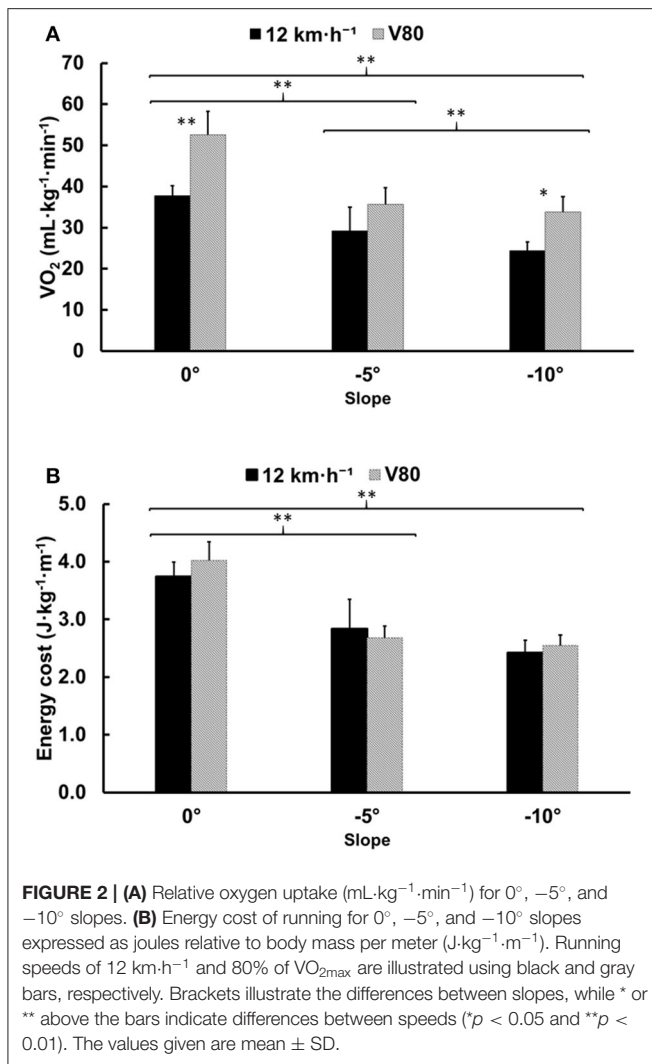 A
12 km·h⁻¹ V80
70
60
50
40
30
20
10
0
VO₂ (mL·kg⁻¹·min⁻¹)
**
**
**
**
*
0° -5° -10°
Slope
B
12 km·h⁻¹ V80
5.0
4.0
3.0
2.0
1.0
0.0
Energy cost (J·kg⁻¹·m⁻¹)
**
**
0° -5° -10°
Slope
FIGURE 2 | (A) Relative oxygen uptake (mL·kg⁻¹·min⁻¹) for 0°, −5°, and
−10° slopes. (B) Energy cost of running for 0°, −5°, and −10° slopes
expressed as joules relative to body mass per meter (J·kg⁻¹·m⁻¹). Running
speeds of 12 km·h⁻¹ and 80% of VO₂max are illustrated using black and gray
bars, respectively. Brackets illustrate the differences between slopes, while * or
** above the bars indicate differences between speeds (*p < 0.05 and **p <
0.01). The values given are mean ± SD.